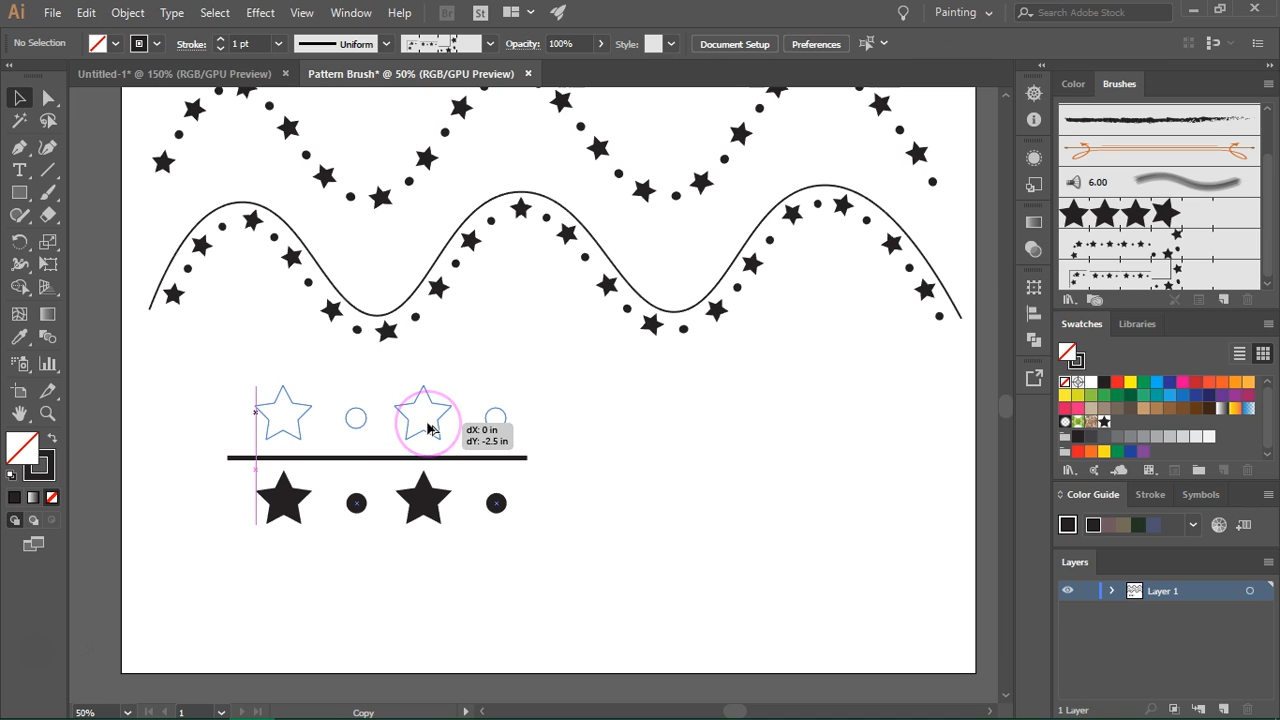 Ai File Edit Object Type Select Effect View Window Help Br St Painting Search Adobe Stock
No Selection Stroke: 1 pt Uniform Opacity: 100% Style: Document Setup Preferences
Untitled-1* @ 150% (RGB/GPU Preview) Pattern Brush* @ 50% (RGB/GPU Preview)
Color Brushes
6.00
Swatches Libraries
dX: 0 in
dY: -2.5 in
Color Guide Stroke Symbols
Layers
Layer 1
50% 1 Copy 1 Layer